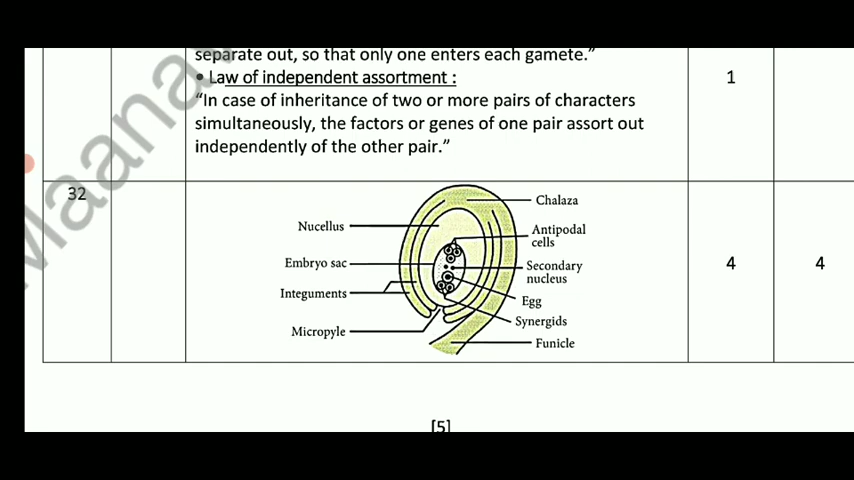 separate out, so that only one enters each gamete.”
• Law of independent assortment :
“In case of inheritance of two or more pairs of characters
simultaneously, the factors or genes of one pair assort out
independently of the other pair.”
1
32
Chalaza
Nucellus
Antipodal
cells
Embryo sac
Secondary
nucleus
Integuments
Egg
Synergids
Micropyle
Funicle
4
4
[5]